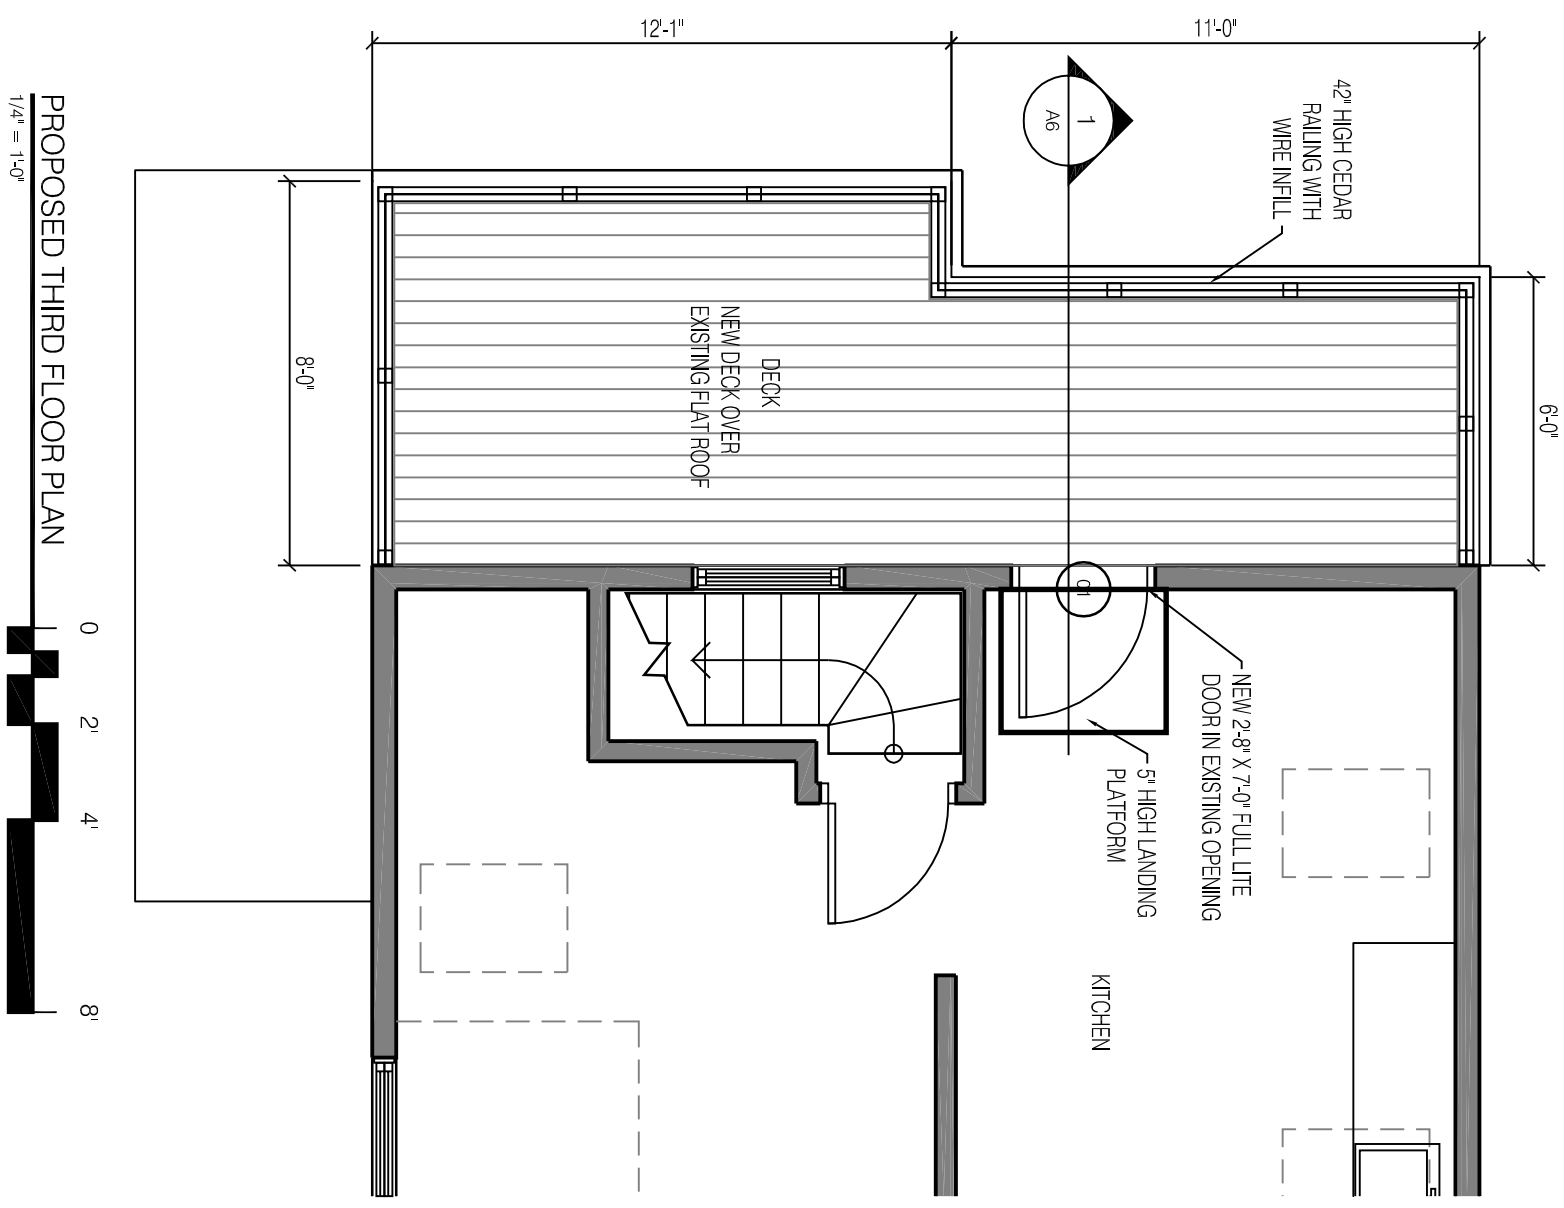 12'-1"
11'-0"
1
A6
42" HIGH CEDAR
RAILING WITH
WIRE INFILL
6'-0"
8'-0"
DECK
NEW DECK OVER
EXISTING FLAT ROOF
01
NEW 2'-8" X 7'-0" FULL LITE
DOOR IN EXISTING OPENING
5" HIGH LANDING
PLATFORM
KITCHEN
PROPOSED THIRD FLOOR PLAN
1/4" = 1'-0"
0
2'
4'
8'